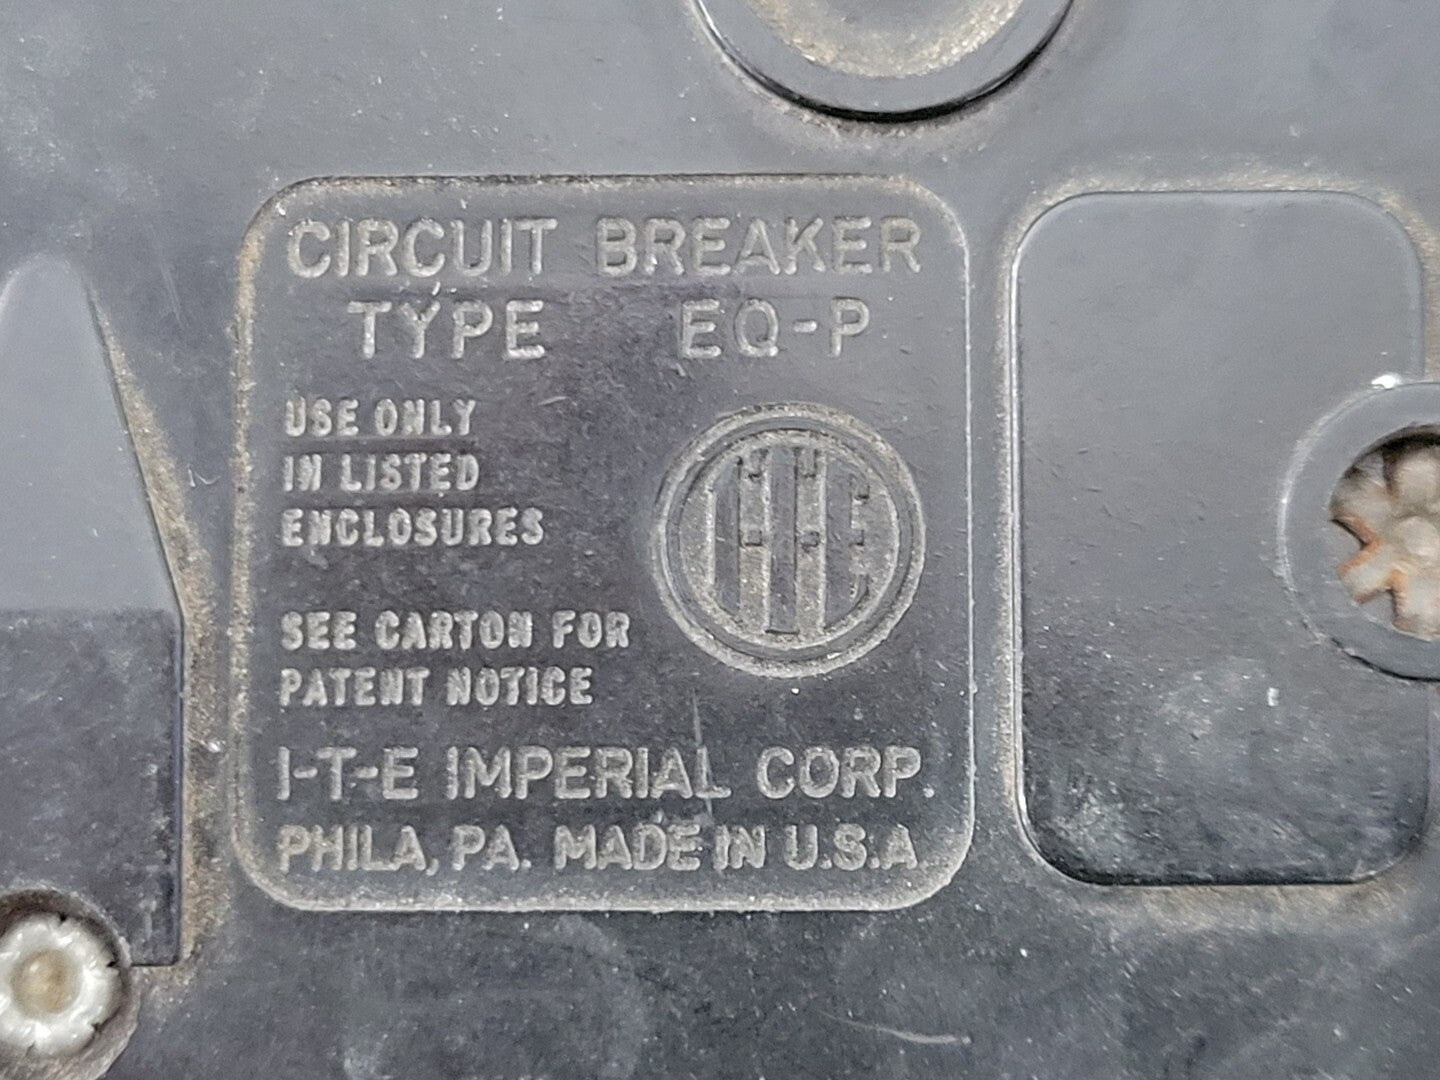 CIRCUIT BREAKER
TYPE EQ-P
USE ONLY
IN LISTED
ENCLOSURES
ITE
SEE CARTON FOR
PATENT NOTICE
I-T-E IMPERIAL CORP.
PHILA, PA. MADE IN U.S.A